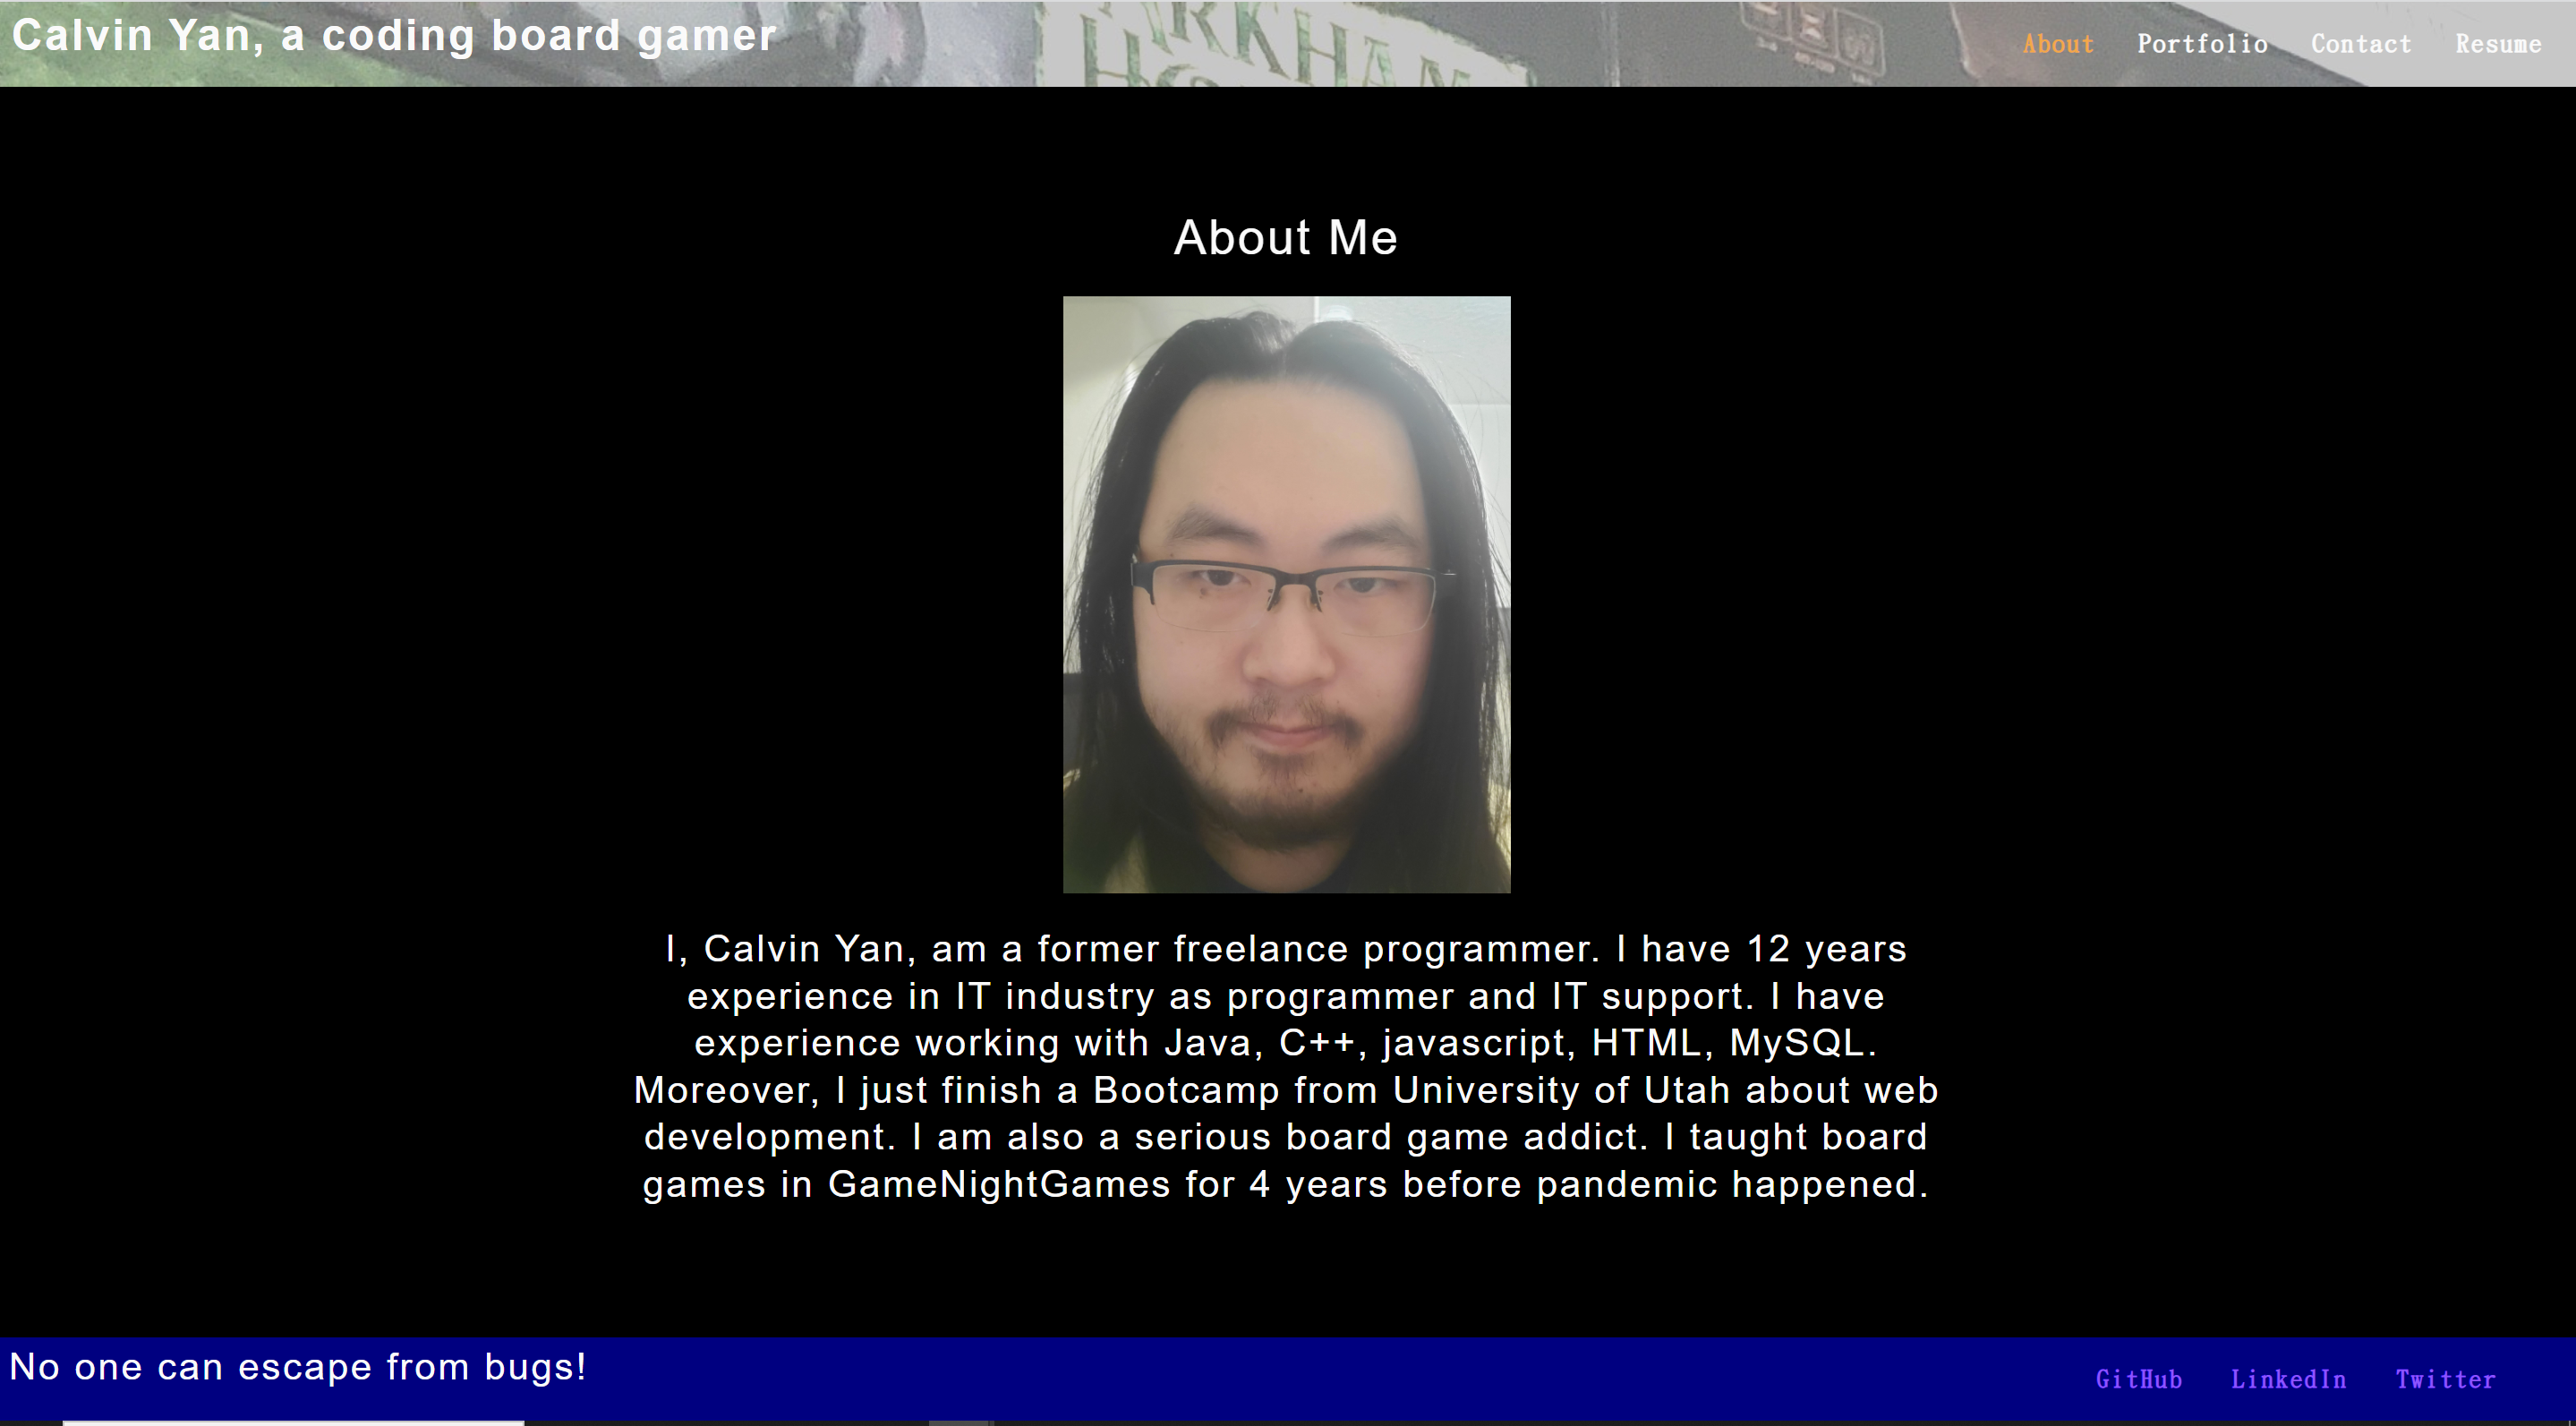 Calvin Yan, a coding board gamer
About Portfolio Contact Resume
ARKHAM
About Me
I, Calvin Yan, am a former freelance programmer. I have 12 years
experience in IT industry as programmer and IT support. I have
experience working with Java, C++, javascript, HTML, MySQL.
Moreover, I just finish a Bootcamp from University of Utah about web
development. I am also a serious board game addict. I taught board
games in GameNightGames for 4 years before pandemic happened.
No one can escape from bugs!
GitHub LinkedIn Twitter